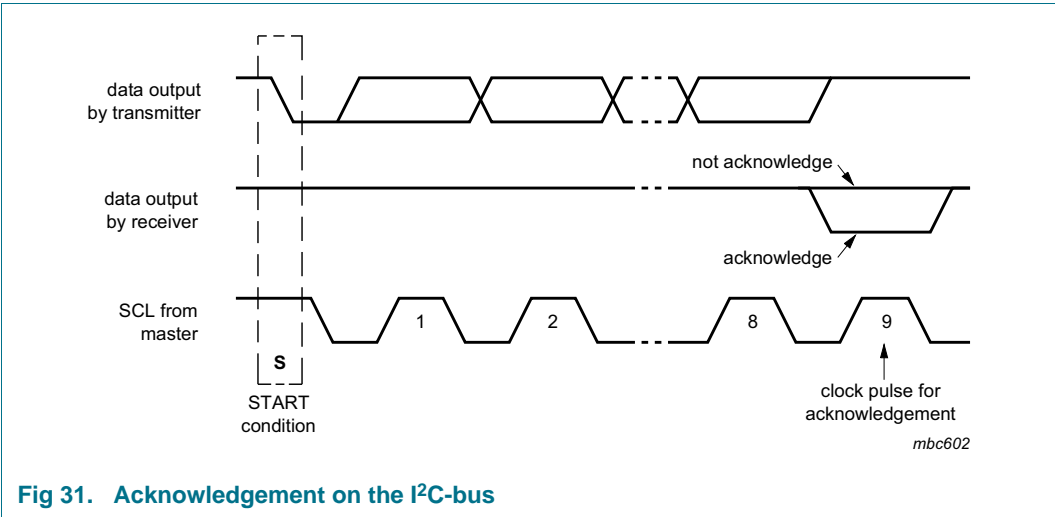 data output
by transmitter
not acknowledge
data output
by receiver
acknowledge
SCL from
master
1
2
8
9
S
START
condition
clock pulse for
acknowledgement
mbc602
Fig 31. Acknowledgement on the I²C-bus